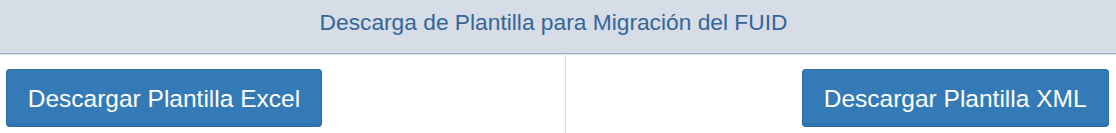 Descarga de Plantilla para Migración del FUID
Descargar Plantilla Excel
Descargar Plantilla XML